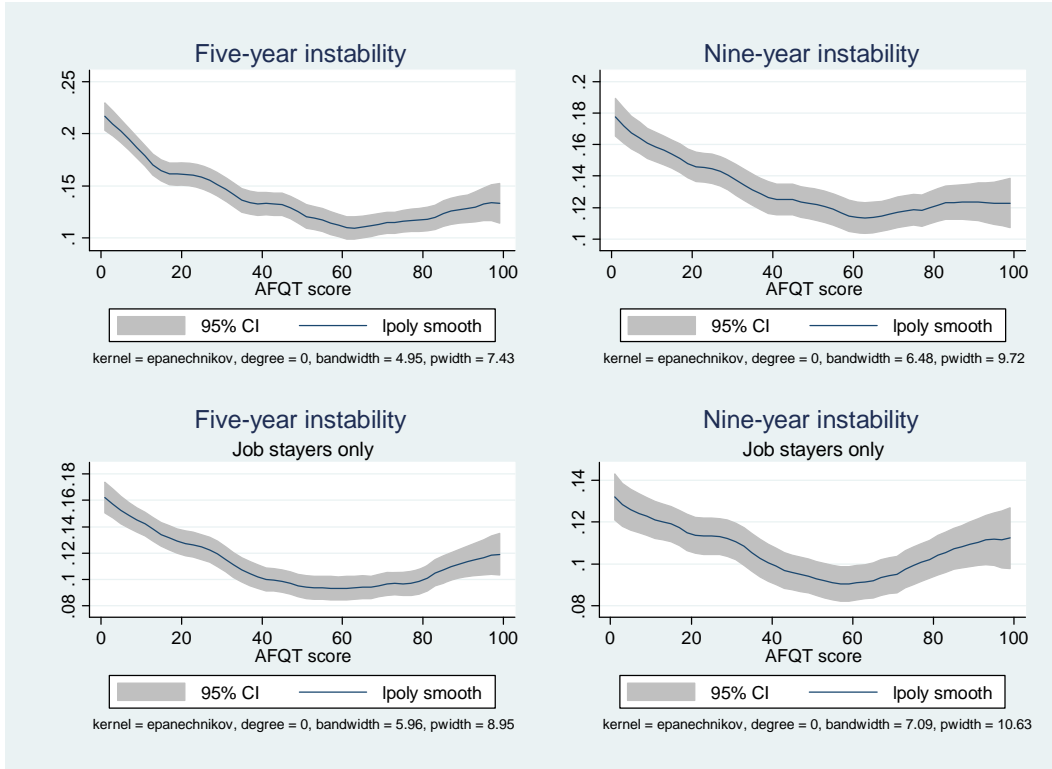 Five-year instability
.25
.2
.15
.1
0 20 40 60 80 100
AFQT score
95% CI lpoly smooth
kernel = epanechnikov, degree = 0, bandwidth = 4.95, pwidth = 7.43
Nine-year instability
.2
.18
.16
.14
.12
.1
0 20 40 60 80 100
AFQT score
95% CI lpoly smooth
kernel = epanechnikov, degree = 0, bandwidth = 6.48, pwidth = 9.72
Five-year instability
Job stayers only
.18
.16
.14
.12
.1
.08
0 20 40 60 80 100
AFQT score
95% CI lpoly smooth
kernel = epanechnikov, degree = 0, bandwidth = 5.96, pwidth = 8.95
Nine-year instability
Job stayers only
.14
.12
.1
.08
0 20 40 60 80 100
AFQT score
95% CI lpoly smooth
kernel = epanechnikov, degree = 0, bandwidth = 7.09, pwidth = 10.63